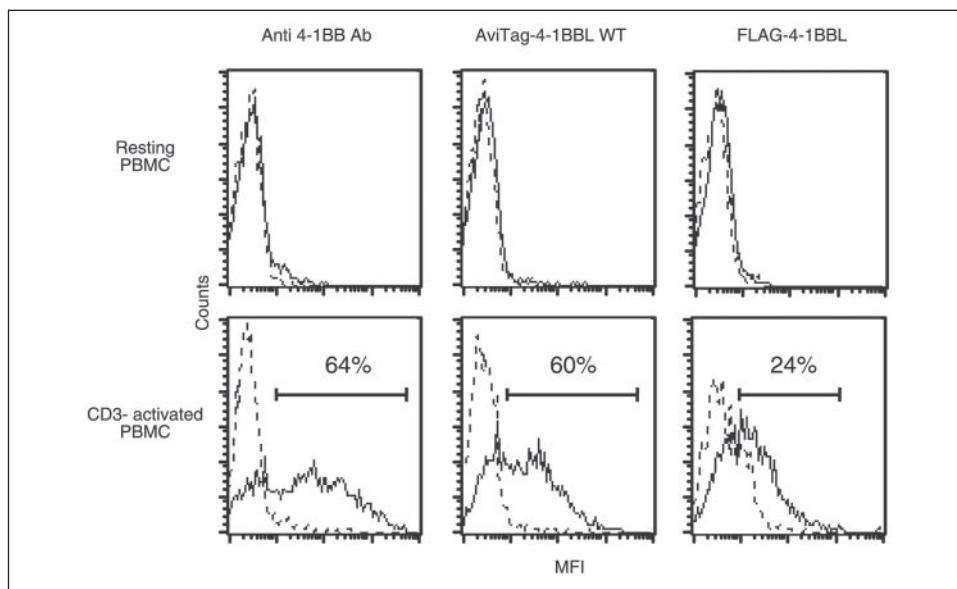 Anti 4-1BB Ab
AviTag-4-1BBL WT
FLAG-4-1BBL
Resting
PBMC
Counts
64%
60%
24%
CD3- activated
PBMC
MFI